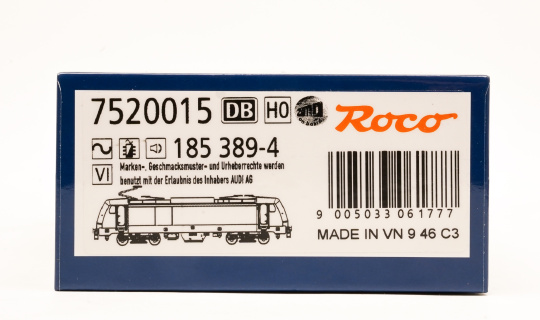 7520015 DB H0 Roco
185 389-4
VI Marken-, Geschmacksmuster- und Urheberrechte werden
benutzt mit der Erlaubnis des Inhabers AUDI AG
9 005033 061777
MADE IN VN 9 46 C3